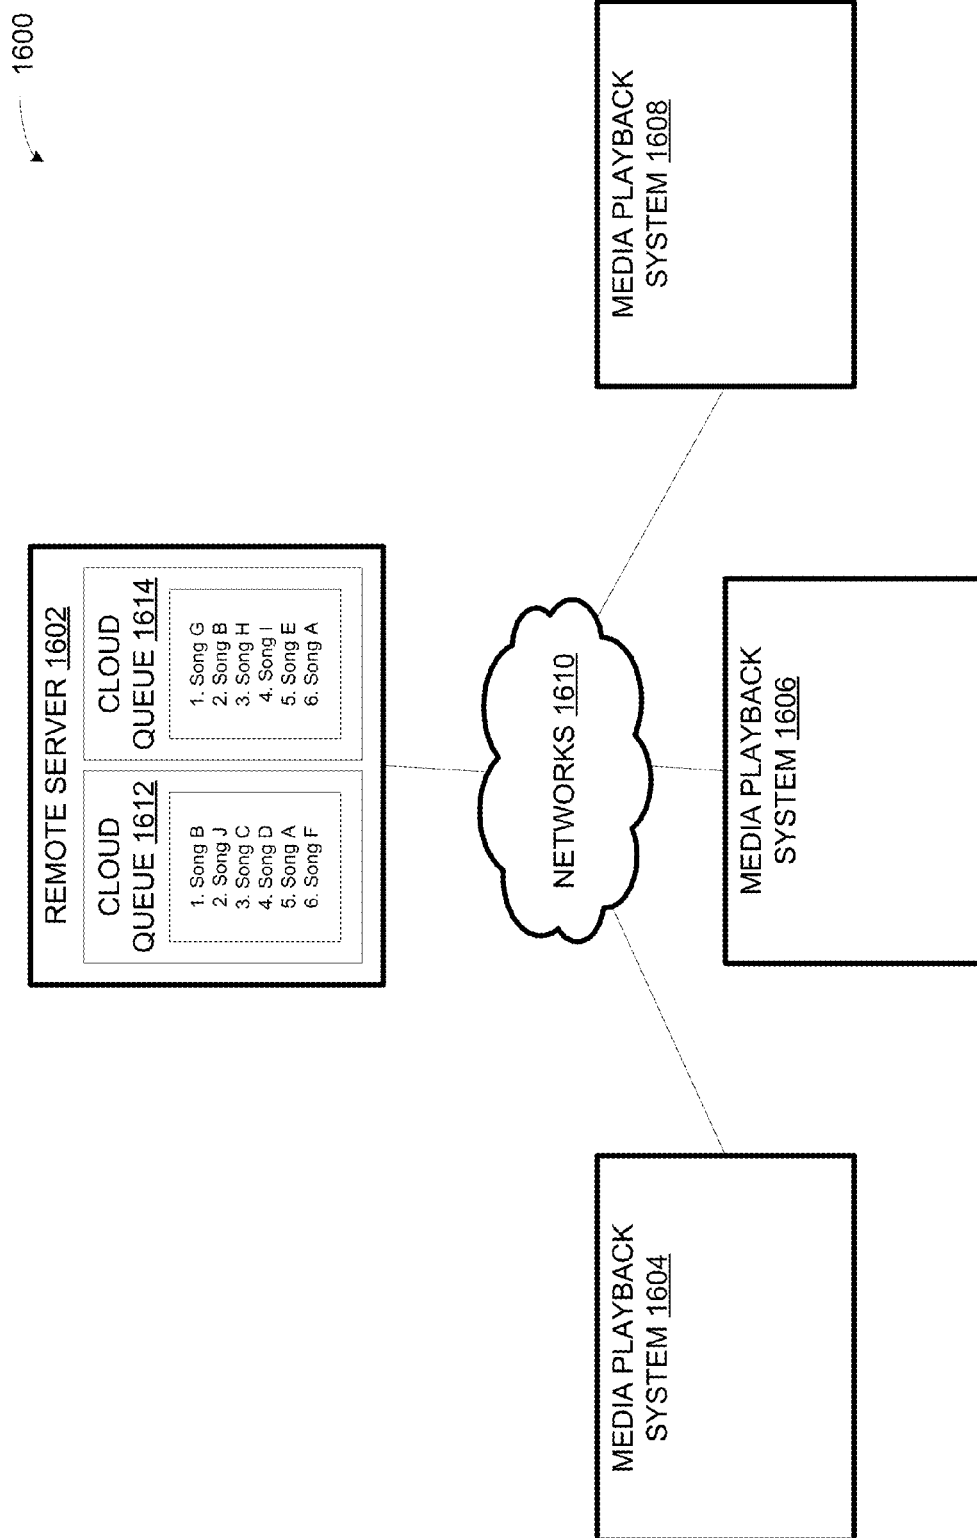 1600
REMOTE SERVER 1602
CLOUD
QUEUE 1612
1. Song B
2. Song J
3. Song C
4. Song D
5. Song A
6. Song F
CLOUD
QUEUE 1614
1. Song G
2. Song B
3. Song H
4. Song I
5. Song E
6. Song A
NETWORKS 1610
MEDIA PLAYBACK
SYSTEM 1604
MEDIA PLAYBACK
SYSTEM 1606
MEDIA PLAYBACK
SYSTEM 1608